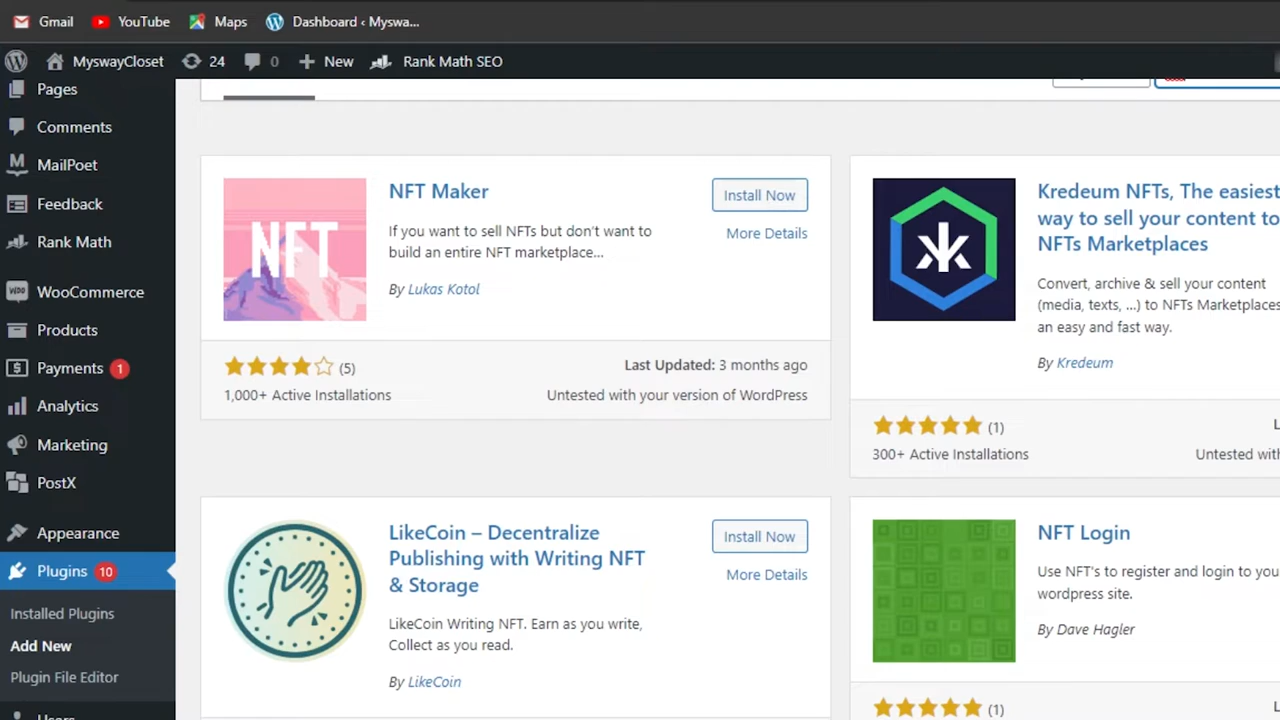 Gmail
YouTube
Maps
Dashboard ‹ Myswa...
MyswayCloset
24
0
New
Rank Math SEO
Pages
Comments
MailPoet
Feedback
Rank Math
WooCommerce
Products
Payments 1
Analytics
Marketing
PostX
Appearance
Plugins 10
Installed Plugins
Add New
Plugin File Editor
NFT
NFT Maker
Install Now
More Details
If you want to sell NFTs but don't want to
build an entire NFT marketplace...
By Lukas Kotol
(5)
1,000+ Active Installations
Last Updated: 3 months ago
Untested with your version of WordPress
Kredeum NFTs, The easiest
way to sell your content to
NFTs Marketplaces
Convert, archive & sell your content
(media, texts, ...) to NFTs Marketplaces
an easy and fast way.
By Kredeum
(1)
300+ Active Installations
Untested with
LikeCoin – Decentralize
Publishing with Writing NFT
& Storage
Install Now
More Details
LikeCoin Writing NFT. Earn as you write,
Collect as you read.
By LikeCoin
NFT Login
Use NFT's to register and login to you
wordpress site.
By Dave Hagler
(1)